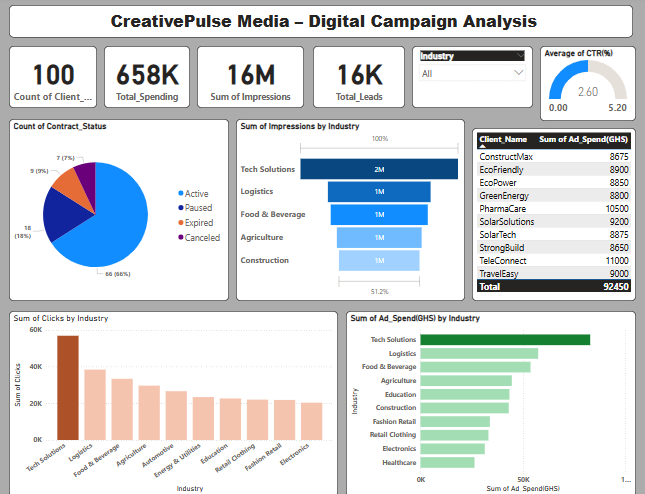 CreativePulse Media – Digital Campaign Analysis
100
Count of Client_...
658K
Total_Spending
16M
Sum of Impressions
16K
Total_Leads
Industry
All
Average of CTR(%)
2.60
0.00
5.20
Count of Contract_Status
7 (7%)
9 (9%)
18
(18%)
66 (66%)
Active
Paused
Expired
Canceled
Sum of Impressions by Industry
100%
Tech Solutions 2M
Logistics 1M
Food & Beverage 1M
Agriculture 1M
Construction 1M
51.2%
Client_Name Sum of Ad_Spend(GHS)
ConstructMax 8675
EcoFriendly 8900
EcoPower 8850
GreenEnergy 8800
PharmaCare 10500
SolarSolutions 9200
SolarTech 8875
StrongBuild 8650
TeleConnect 11000
TravelEasy 9000
Total 92450
Sum of Clicks by Industry
Sum of Clicks
60K
40K
20K
0K
Tech Solutions
Logistics
Food & Beverage
Agriculture
Automotive
Energy & Utilities
Education
Retail Clothing
Fashion Retail
Electronics
Industry
Sum of Ad_Spend(GHS) by Industry
Industry
Tech Solutions
Logistics
Food & Beverage
Agriculture
Education
Construction
Fashion Retail
Retail Clothing
Electronics
Healthcare
0K
50K
1...
Sum of Ad_Spend(GHS)